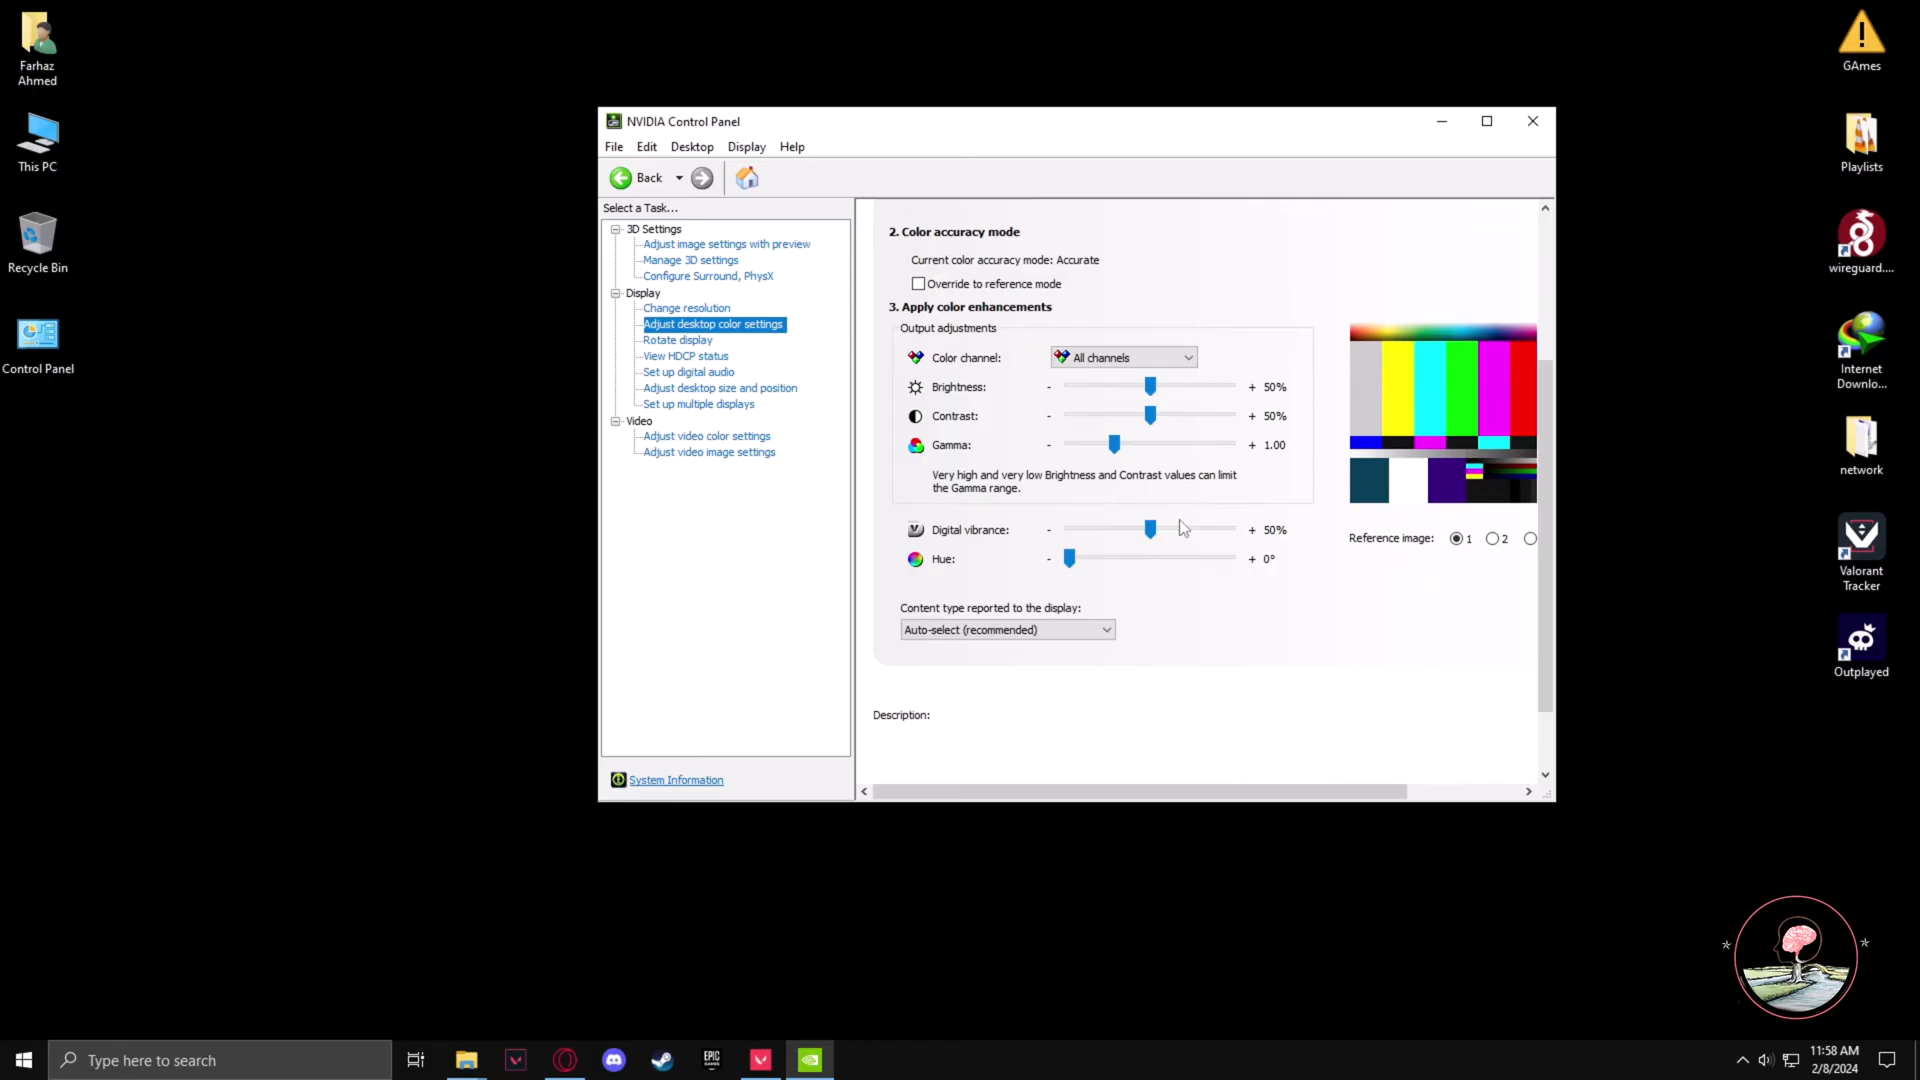 Farhaz
Ahmed
This PC
Recycle Bin
Control Panel
NVIDIA Control Panel
File Edit Desktop Display Help
Back
Select a Task...
3D Settings
Adjust image settings with preview
Manage 3D settings
Configure Surround, PhysX
Display
Change resolution
Adjust desktop color settings
Rotate display
View HDCP status
Set up digital audio
Adjust desktop size and position
Set up multiple displays
Video
Adjust video color settings
Adjust video image settings
System Information
2. Color accuracy mode
Current color accuracy mode: Accurate
Override to reference mode
3. Apply color enhancements
Output adjustments
Color channel: All channels
Brightness: - + 50%
Contrast: - + 50%
Gamma: - + 1.00
Very high and very low Brightness and Contrast values can limit
the Gamma range.
Digital vibrance: - + 50%
Hue: - + 0°
Reference image: 1 2
Content type reported to the display:
Auto-select (recommended)
Description:
GAmes
Playlists
wireguard....
Internet
Downlo...
network
Valorant
Tracker
Outplayed
Type here to search
EPIC
GAMES
11:58 AM
2/8/2024